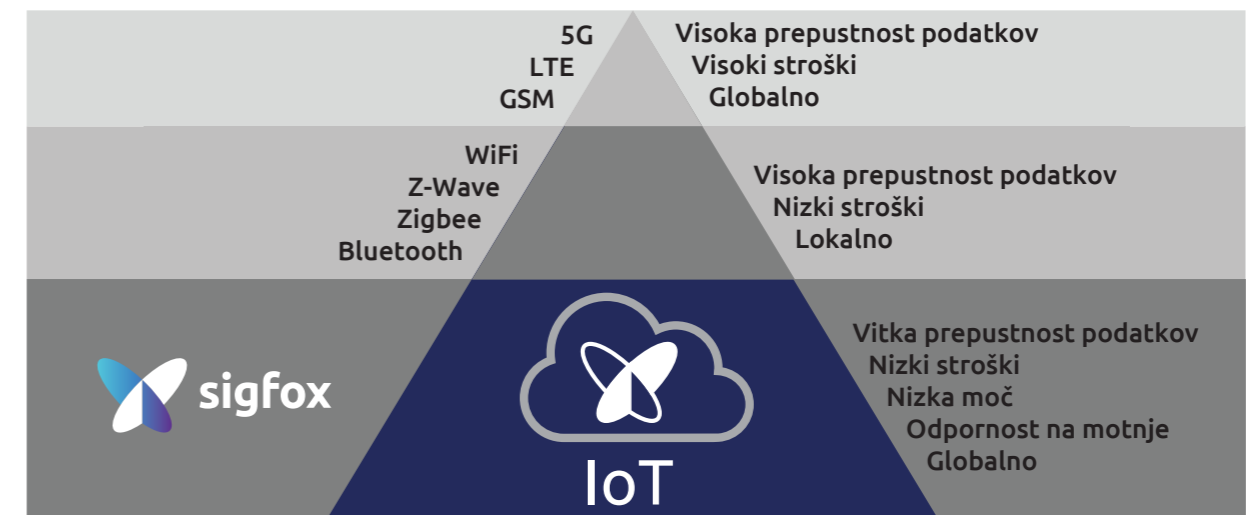 5G
LTE
GSM
Visoka prepustnost podatkov
Visoki stroški
Globalno
WiFi
Z-Wave
Zigbee
Bluetooth
Visoka prepustnost podatkov
Nizki stroški
Lokalno
sigfox
IoT
Vitka prepustnost podatkov
Nizki stroški
Nizka moč
Odpornost na motnje
Globalno